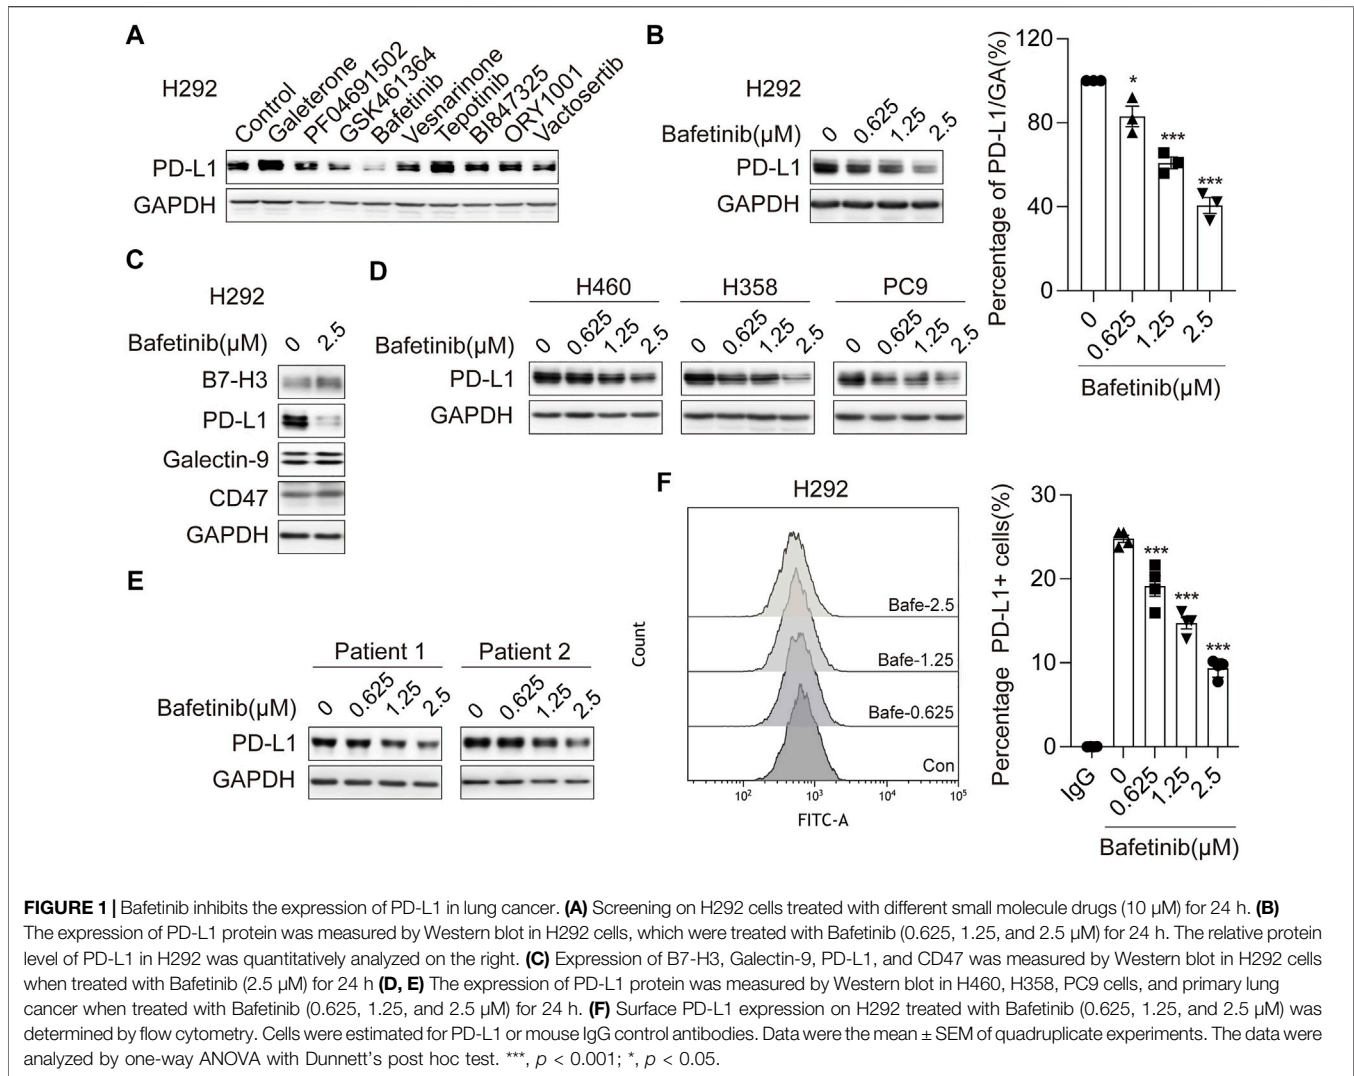 A
H292
Control
Galeterone
PF04691502
GSK461364
Bafetinib
Vesnarinone
Tepotinib
BI847325
ORY1001
Vactosertib
PD-L1
GAPDH
B
H292
Bafetinib(µM)
0
0.625
1.25
2.5
PD-L1
GAPDH
Percentage of PD-L1/GA(%)
120
80
40
0
*
***
***
0
0.625
1.25
2.5
Bafetinib(µM)
C
H292
Bafetinib(µM)
0
2.5
B7-H3
PD-L1
Galectin-9
CD47
GAPDH
D
H460
H358
PC9
Bafetinib(µM)
0
0.625
1.25
2.5
0
0.625
1.25
2.5
0
0.625
1.25
2.5
PD-L1
GAPDH
E
Patient 1
Patient 2
Bafetinib(µM)
0
0.625
1.25
2.5
0
0.625
1.25
2.5
PD-L1
GAPDH
F
H292
Count
Bafe-2.5
Bafe-1.25
Bafe-0.625
Con
10²
10³
10⁴
10⁵
FITC-A
Percentage PD-L1+ cells(%)
30
20
10
0
***
***
***
IgG
0
0.625
1.25
2.5
Bafetinib(µM)
FIGURE 1 | Bafetinib inhibits the expression of PD-L1 in lung cancer. (A) Screening on H292 cells treated with different small molecule drugs (10 µM) for 24 h. (B)
The expression of PD-L1 protein was measured by Western blot in H292 cells, which were treated with Bafetinib (0.625, 1.25, and 2.5 µM) for 24 h. The relative protein
level of PD-L1 in H292 was quantitatively analyzed on the right. (C) Expression of B7-H3, Galectin-9, PD-L1, and CD47 was measured by Western blot in H292 cells
when treated with Bafetinib (2.5 µM) for 24 h (D, E) The expression of PD-L1 protein was measured by Western blot in H460, H358, PC9 cells, and primary lung
cancer when treated with Bafetinib (0.625, 1.25, and 2.5 µM) for 24 h. (F) Surface PD-L1 expression on H292 treated with Bafetinib (0.625, 1.25, and 2.5 µM) was
determined by flow cytometry. Cells were estimated for PD-L1 or mouse IgG control antibodies. Data were the mean ± SEM of quadruplicate experiments. The data were
analyzed by one-way ANOVA with Dunnett's post hoc test. ***, p < 0.001; *, p < 0.05.